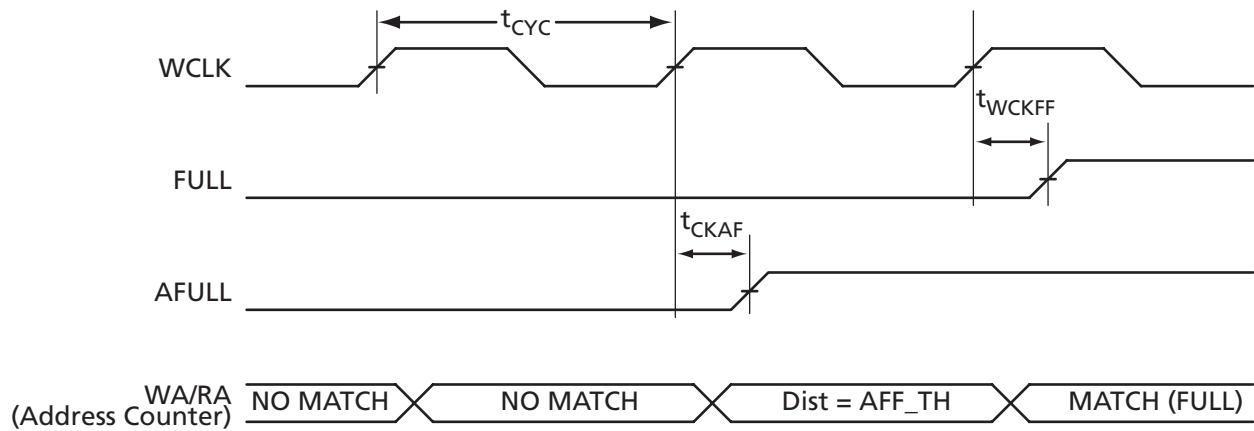 tCYC
WCLK
tWCKFF
FULL
tCKAF
AFULL
WA/RA
(Address Counter)
NO MATCH
NO MATCH
Dist = AFF_TH
MATCH (FULL)